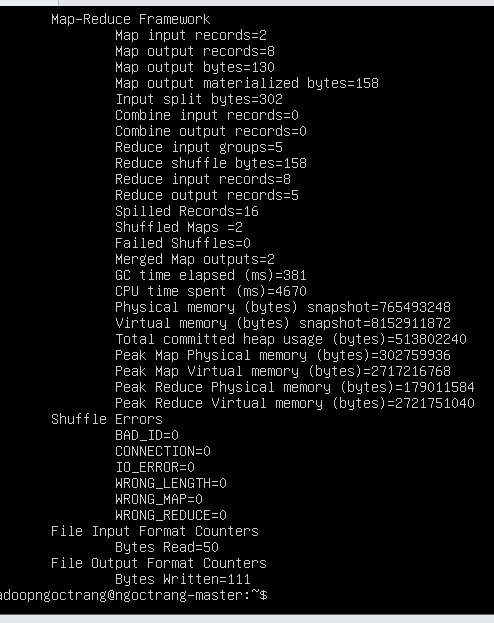 Map-Reduce Framework
Map input records=2
Map output records=8
Map output bytes=130
Map output materialized bytes=158
Input split bytes=302
Combine input records=0
Combine output records=0
Reduce input groups=5
Reduce shuffle bytes=158
Reduce input records=8
Reduce output records=5
Spilled Records=16
Shuffled Maps =2
Failed Shuffles=0
Merged Map outputs=2
GC time elapsed (ms)=381
CPU time spent (ms)=4670
Physical memory (bytes) snapshot=765493248
Virtual memory (bytes) snapshot=8152911872
Total committed heap usage (bytes)=513802240
Peak Map Physical memory (bytes)=302759936
Peak Map Virtual memory (bytes)=2717216768
Peak Reduce Physical memory (bytes)=179011584
Peak Reduce Virtual memory (bytes)=2721751040
Shuffle Errors
BAD_ID=0
CONNECTION=0
IO_ERROR=0
WRONG_LENGTH=0
WRONG_MAP=0
WRONG_REDUCE=0
File Input Format Counters
Bytes Read=50
File Output Format Counters
Bytes Written=111
adoopngoctrang@ngoctrang-master:~$